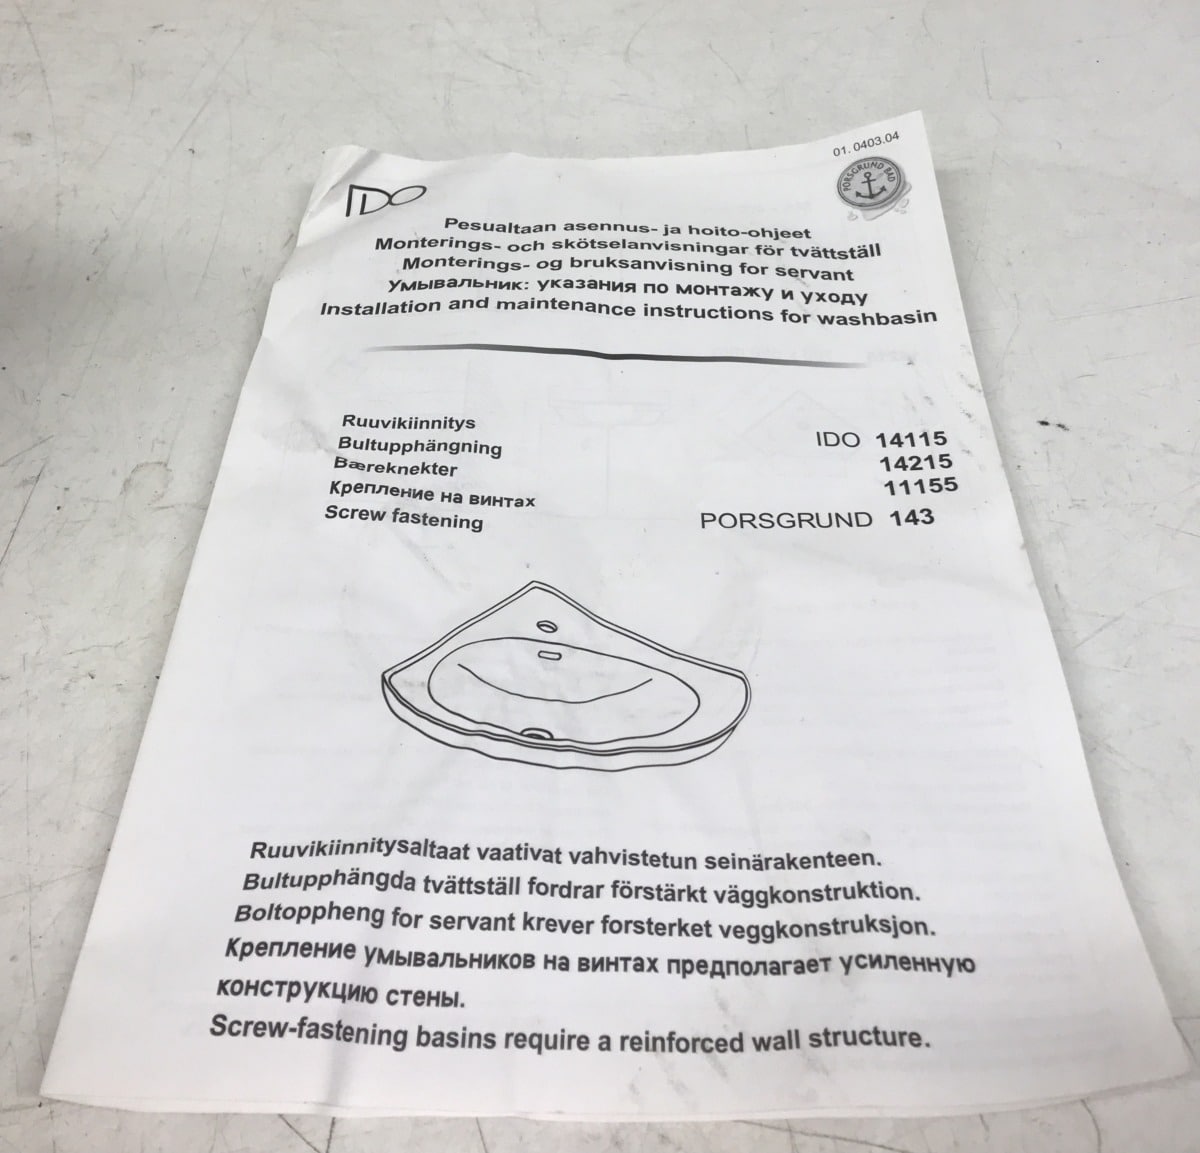 01.0403.04
IDO
PORSGRUND BAD
Pesualtaan asennus- ja hoito-ohjeet
Monterings- och skötselanvisningar för tvättställ
Monterings- og bruksanvisning for servant
Умывальник: указания по монтажу и уходу
Installation and maintenance instructions for washbasin
Ruuvikiinnitys
Bultupphängning
Bæreknekter
Крепление на винтах
Screw fastening
IDO 14115
14215
11155
PORSGRUND 143
Ruuvikiinnitysaltaat vaativat vahvistetun seinärakenteen.
Bultupphängda tvättställ fordrar förstärkt väggkonstruktion.
Boltoppheng for servant krever forsterket veggkonstruksjon.
Крепление умывальников на винтах предполагает усиленную
конструкцию стены.
Screw-fastening basins require a reinforced wall structure.